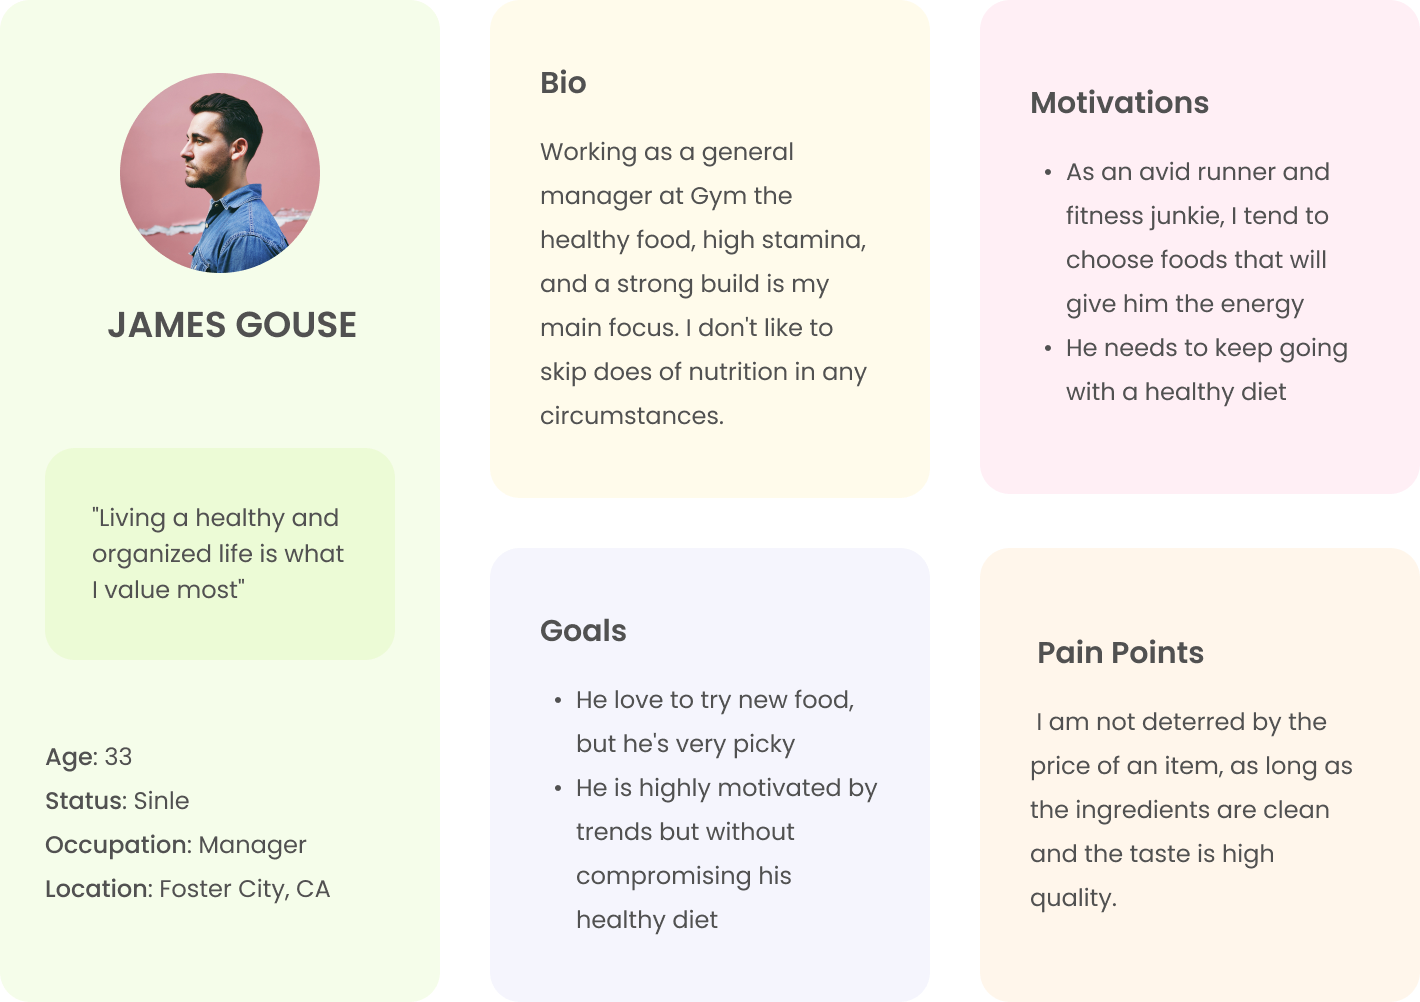 JAMES GOUSE
"Living a healthy and
organized life is what
I value most"
Age: 33
Status: Sinle
Occupation: Manager
Location: Foster City, CA
Bio
Working as a general
manager at Gym the
healthy food, high stamina,
and a strong build is my
main focus. I don't like to
skip does of nutrition in any
circumstances.
Goals
• He love to try new food,
but he's very picky
• He is highly motivated by
trends but without
compromising his
healthy diet
Motivations
• As an avid runner and
fitness junkie, I tend to
choose foods that will
give him the energy
• He needs to keep going
with a healthy diet
Pain Points
I am not deterred by the
price of an item, as long as
the ingredients are clean
and the taste is high
quality.